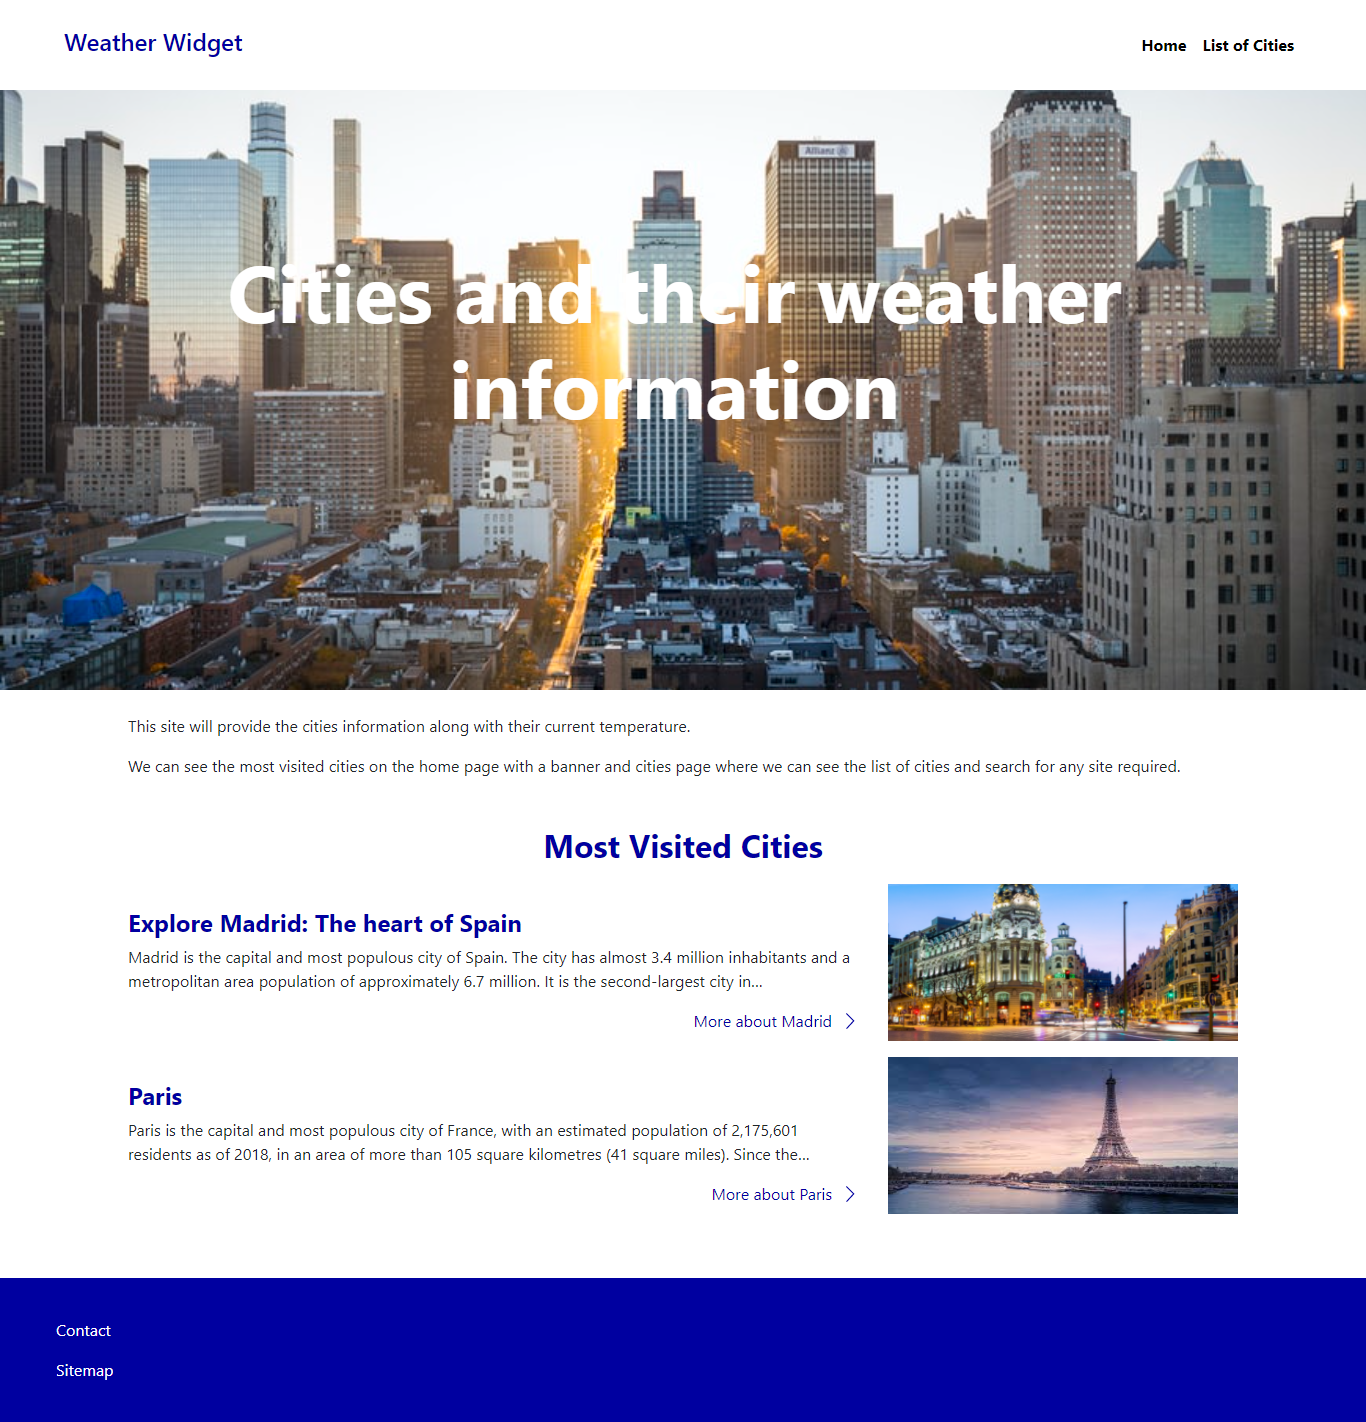 Weather Widget
Home
List of Cities
Allianz
Cities and their weather
information
This site will provide the cities information along with their current temperature.
We can see the most visited cities on the home page with a banner and cities page where we can see the list of cities and search for any site required.
Most Visited Cities
Explore Madrid: The heart of Spain
Madrid is the capital and most populous city of Spain. The city has almost 3.4 million inhabitants and a
metropolitan area population of approximately 6.7 million. It is the second-largest city in...
More about Madrid
Paris
Paris is the capital and most populous city of France, with an estimated population of 2,175,601
residents as of 2018, in an area of more than 105 square kilometres (41 square miles). Since the...
More about Paris
Contact
Sitemap